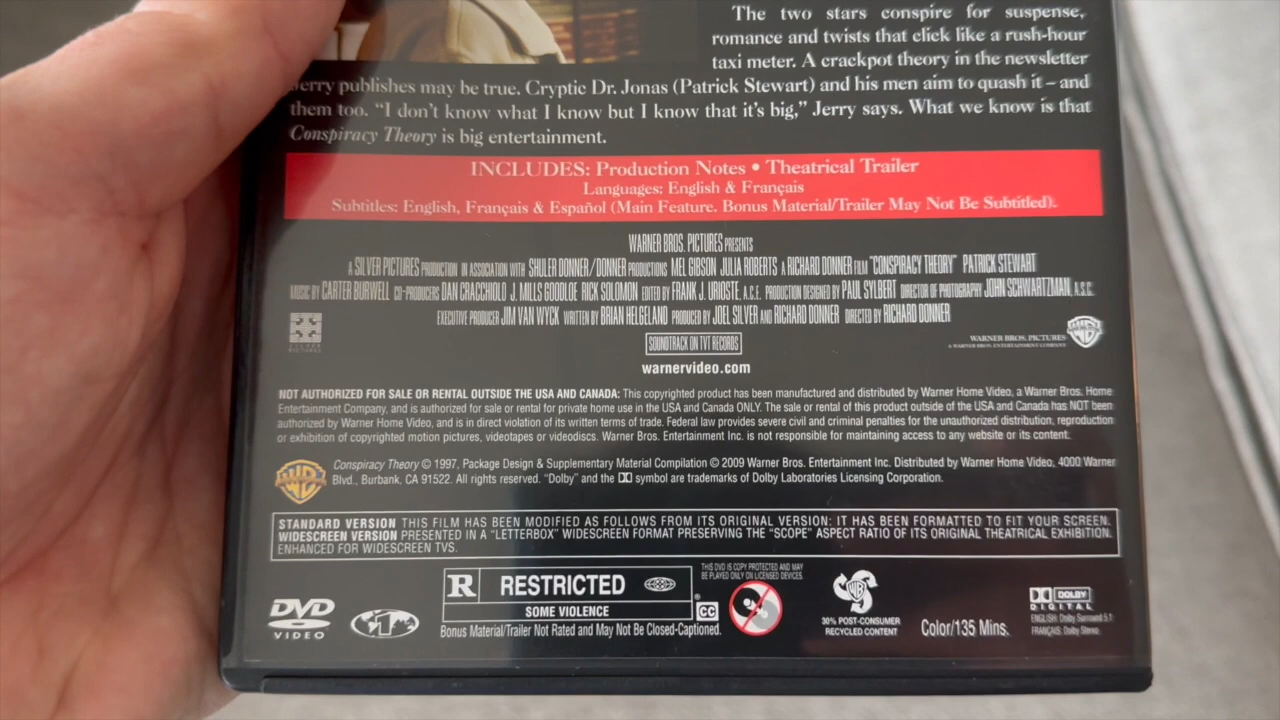 The two stars conspire for suspense,
romance and twists that click like a rush-hour
taxi meter. A crackpot theory in the newsletter
Jerry publishes may be true. Cryptic Dr. Jonas (Patrick Stewart) and his men aim to quash it – and
them too. “I don’t know what I know but I know that it’s big,” Jerry says. What we know is that
Conspiracy Theory is big entertainment.
INCLUDES: Production Notes • Theatrical Trailer
Languages: English & Français
Subtitles: English, Français & Español (Main Feature. Bonus Material/Trailer May Not Be Subtitled).
WARNER BROS. PICTURES PRESENTS
A SILVER PICTURES PRODUCTION IN ASSOCIATION WITH SHULER DONNER/DONNER PRODUCTIONS MEL GIBSON JULIA ROBERTS A RICHARD DONNER FILM “CONSPIRACY THEORY” PATRICK STEWART
MUSIC BY CARTER BURWELL CO-PRODUCERS DAN CRACCHIOLO J. MILLS GOODLOE RICK SOLOMON EDITED BY FRANK J. URIOSTE, A.C.E. PRODUCTION DESIGNED BY PAUL SYLBERT DIRECTOR OF PHOTOGRAPHY JOHN SCHWARTZMAN, A.S.C.
EXECUTIVE PRODUCER JIM VAN WYCK WRITTEN BY BRIAN HELGELAND PRODUCED BY JOEL SILVER AND RICHARD DONNER DIRECTED BY RICHARD DONNER
SILVER
PICTURES
SOUNDTRACK ON TVT RECORDS
WARNER BROS. PICTURES
A WARNER BROS. ENTERTAINMENT COMPANY
warnervideo.com
NOT AUTHORIZED FOR SALE OR RENTAL OUTSIDE THE USA AND CANADA: This copyrighted product has been manufactured and distributed by Warner Home Video, a Warner Bros. Home
Entertainment Company, and is authorized for sale or rental for private home use in the USA and Canada ONLY. The sale or rental of this product outside of the USA and Canada has NOT been
authorized by Warner Home Video, and is in direct violation of its written terms of trade. Federal law provides severe civil and criminal penalties for the unauthorized distribution, reproduction
or exhibition of copyrighted motion pictures, videotapes or videodiscs. Warner Bros. Entertainment Inc. is not responsible for maintaining access to any website or its content.
Conspiracy Theory © 1997, Package Design & Supplementary Material Compilation © 2009 Warner Bros. Entertainment Inc. Distributed by Warner Home Video, 4000 Warner
Blvd., Burbank, CA 91522. All rights reserved. “Dolby” and the DD symbol are trademarks of Dolby Laboratories Licensing Corporation.
STANDARD VERSION THIS FILM HAS BEEN MODIFIED AS FOLLOWS FROM ITS ORIGINAL VERSION: IT HAS BEEN FORMATTED TO FIT YOUR SCREEN.
WIDESCREEN VERSION PRESENTED IN A “LETTERBOX” WIDESCREEN FORMAT PRESERVING THE “SCOPE” ASPECT RATIO OF ITS ORIGINAL THEATRICAL EXHIBITION.
ENHANCED FOR WIDESCREEN TVS.
DVD
VIDEO
1
R RESTRICTED ®
SOME VIOLENCE
CC
Bonus Material/Trailer Not Rated and May Not Be Closed-Captioned.
THIS DVD IS COPY PROTECTED AND MAY
BE PLAYED ONLY ON LICENSED DEVICES.
WB
30% POST-CONSUMER
RECYCLED CONTENT
Color/135 Mins.
DOLBY
DIGITAL
ENGLISH: Dolby Surround 5.1
FRANÇAIS: Dolby Stereo